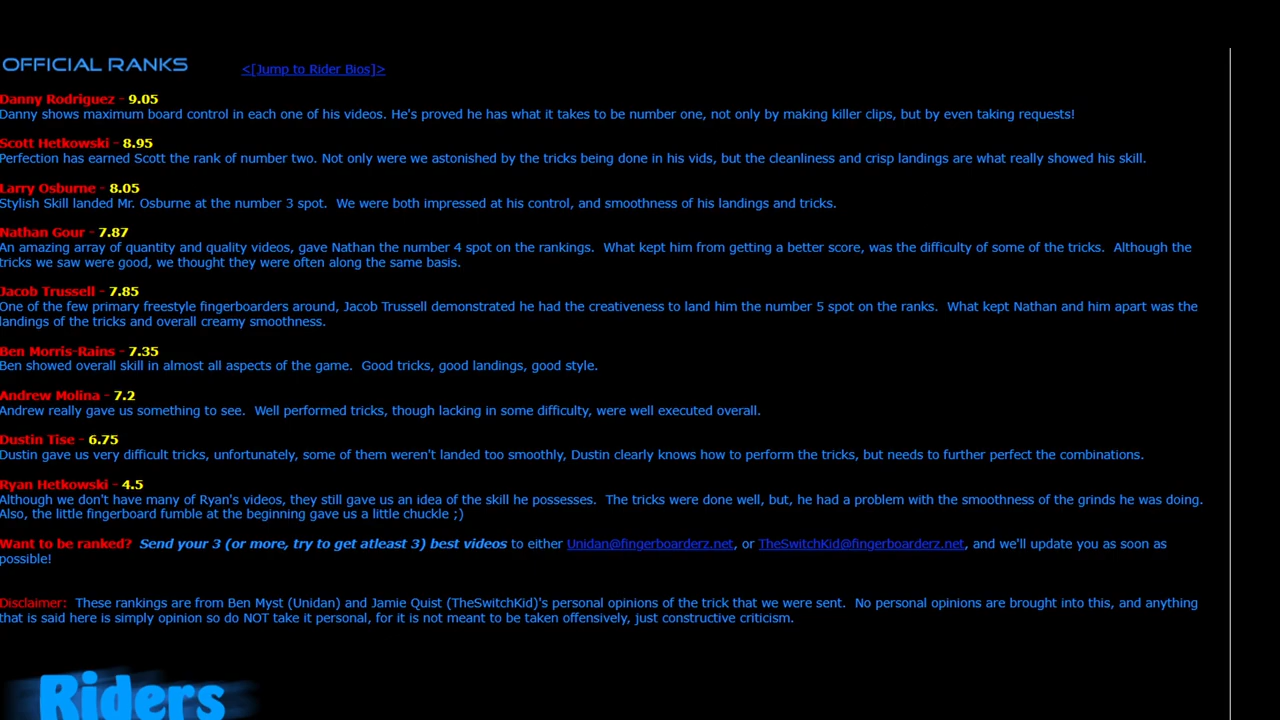 OFFICIAL RANKS
<[Jump to Rider Bios]>
Danny Rodriguez - 9.05
Danny shows maximum board control in each one of his videos. He's proved he has what it takes to be number one, not only by making killer clips, but by even taking requests!
Scott Hetkowski - 8.95
Perfection has earned Scott the rank of number two. Not only were we astonished by the tricks being done in his vids, but the cleanliness and crisp landings are what really showed his skill.
Larry Osburne - 8.05
Stylish Skill landed Mr. Osburne at the number 3 spot.  We were both impressed at his control, and smoothness of his landings and tricks.
Nathan Gour - 7.87
An amazing array of quantity and quality videos, gave Nathan the number 4 spot on the rankings.  What kept him from getting a better score, was the difficulty of some of the tricks.  Although the
tricks we saw were good, we thought they were often along the same basis.
Jacob Trussell - 7.85
One of the few primary freestyle fingerboarders around, Jacob Trussell demonstrated he had the creativeness to land him the number 5 spot on the ranks.  What kept Nathan and him apart was the
landings of the tricks and overall creamy smoothness.
Ben Morris-Rains - 7.35
Ben showed overall skill in almost all aspects of the game.  Good tricks, good landings, good style.
Andrew Molina - 7.2
Andrew really gave us something to see.  Well performed tricks, though lacking in some difficulty, were well executed overall.
Dustin Tise - 6.75
Dustin gave us very difficult tricks, unfortunately, some of them weren't landed too smoothly, Dustin clearly knows how to perform the tricks, but needs to further perfect the combinations.
Ryan Hetkowski - 4.5
Although we don't have many of Ryan's videos, they still gave us an idea of the skill he possesses.  The tricks were done well, but, he had a problem with the smoothness of the grinds he was doing.
Also, the little fingerboard fumble at the beginning gave us a little chuckle ;)
Want to be ranked?  Send your 3 (or more, try to get atleast 3) best videos to either Unidan@fingerboarderz.net, or TheSwitchKid@fingerboarderz.net, and we'll update you as soon as
possible!
Disclaimer:  These rankings are from Ben Myst (Unidan) and Jamie Quist (TheSwitchKid)'s personal opinions of the trick that we were sent.  No personal opinions are brought into this, and anything
that is said here is simply opinion so do NOT take it personal, for it is not meant to be taken offensively, just constructive criticism.
Riders